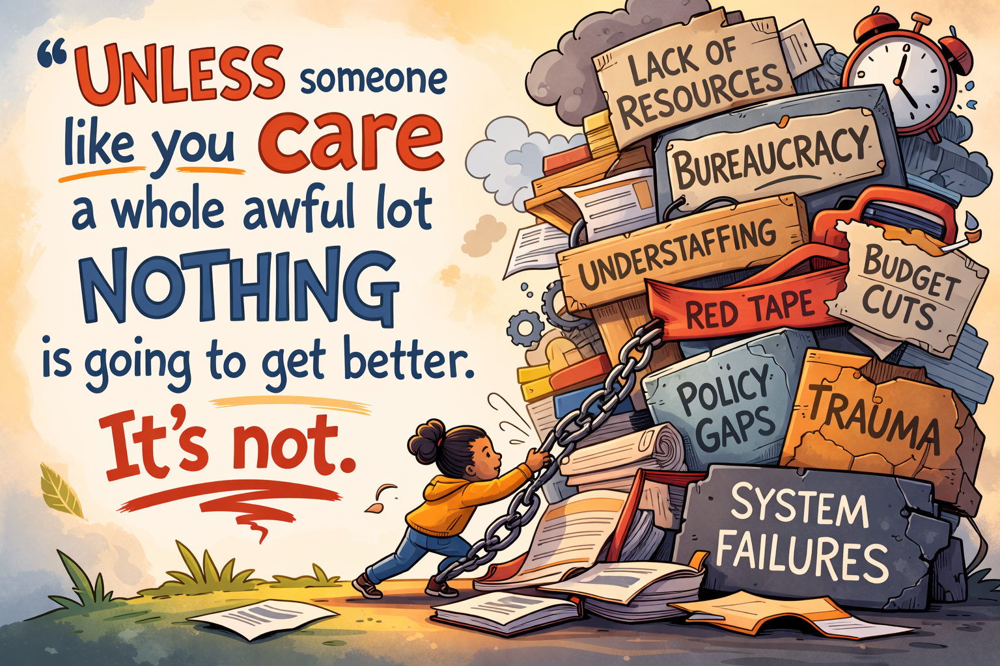 “UNLESS someone
like you care
a whole awful lot
NOTHING
is going to get better.
It's not.
LACK OF
RESOURCES
BUREAUCRACY
UNDERSTAFFING
RED TAPE
BUDGET
CUTS
POLICY
GAPS
TRAUMA
SYSTEM
FAILURES